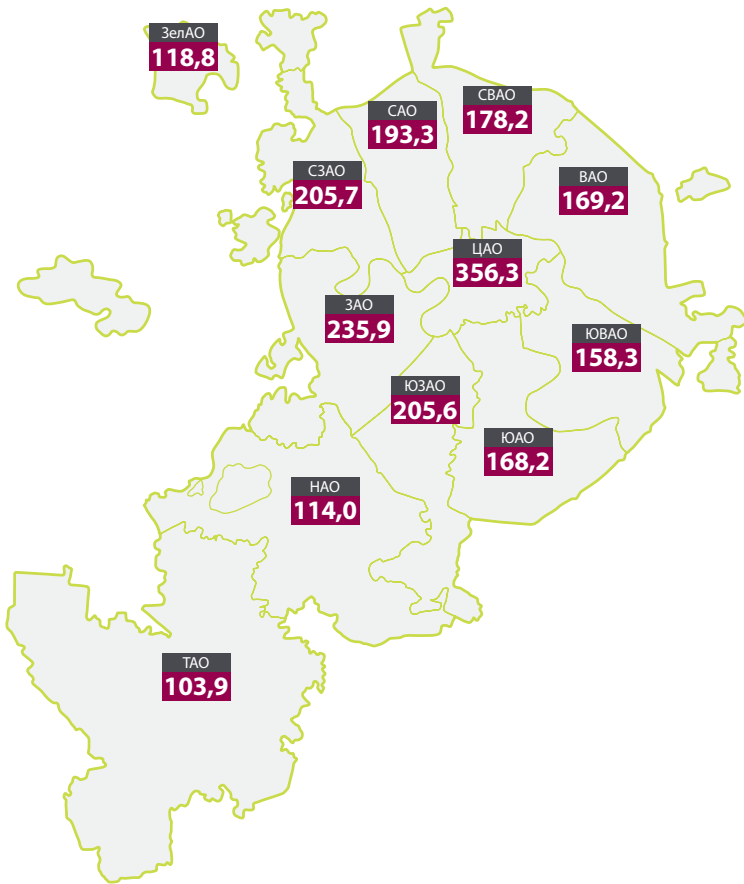 ЗелАО
118,8
СВАО
178,2
САО
193,3
СЗАО
205,7
ВАО
169,2
ЦАО
356,3
ЗАО
235,9
ЮВАО
158,3
ЮЗАО
205,6
ЮАО
168,2
НАО
114,0
ТАО
103,9